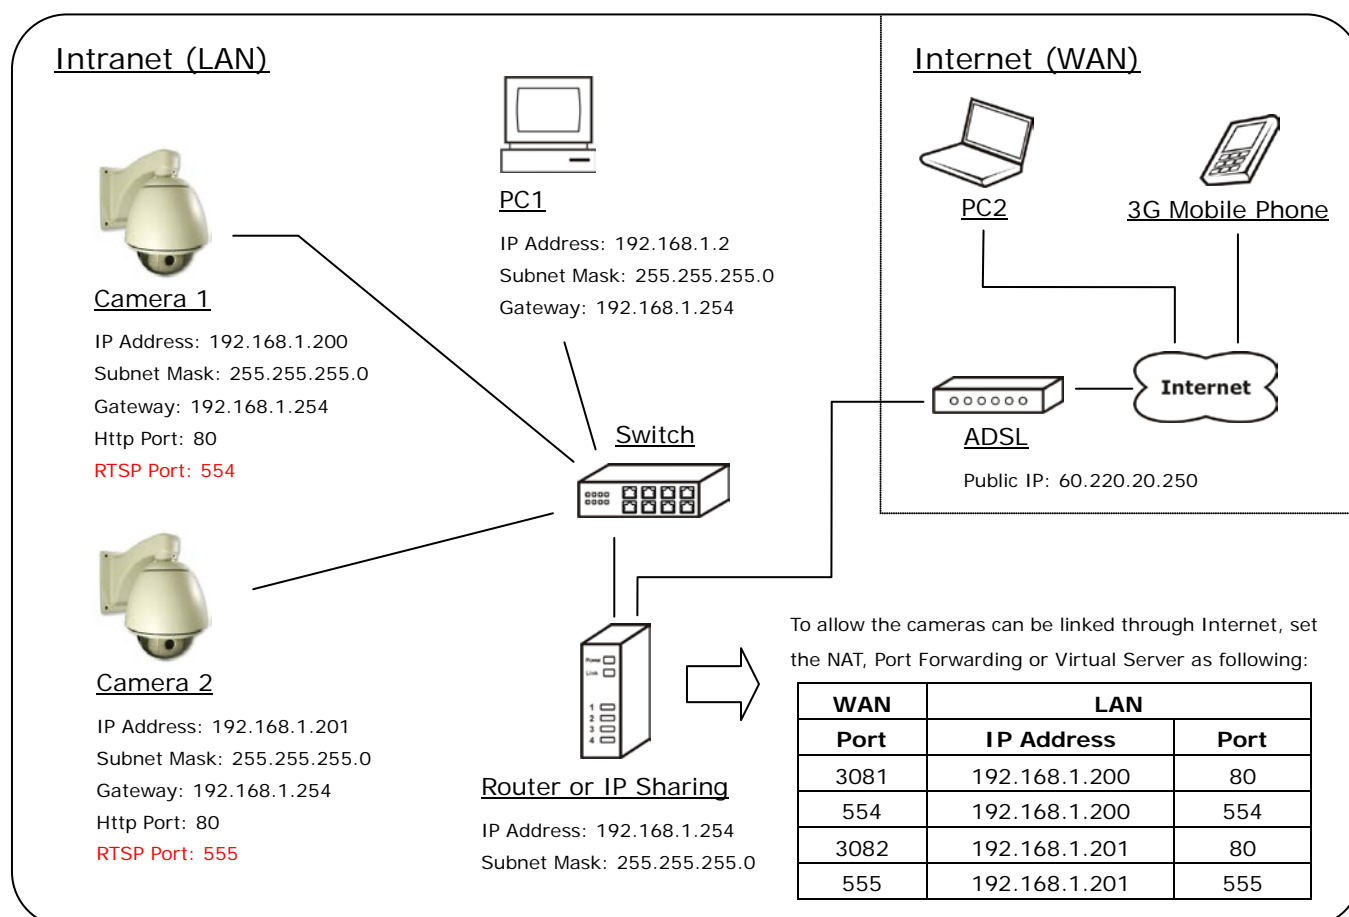 Intranet (LAN)
Internet (WAN)
PC1
IP Address: 192.168.1.2
Subnet Mask: 255.255.255.0
Gateway: 192.168.1.254
PC2
3G Mobile Phone
Camera 1
IP Address: 192.168.1.200
Subnet Mask: 255.255.255.0
Gateway: 192.168.1.254
Http Port: 80
RTSP Port: 554
Internet
ADSL
Public IP: 60.220.20.250
Switch
Camera 2
IP Address: 192.168.1.201
Subnet Mask: 255.255.255.0
Gateway: 192.168.1.254
Http Port: 80
RTSP Port: 555
Power
Link
1
2
3
4
Router or IP Sharing
IP Address: 192.168.1.254
Subnet Mask: 255.255.255.0
To allow the cameras can be linked through Internet, set
the NAT, Port Forwarding or Virtual Server as following:
WAN LAN
Port IP Address Port
3081 192.168.1.200 80
554 192.168.1.200 554
3082 192.168.1.201 80
555 192.168.1.201 555